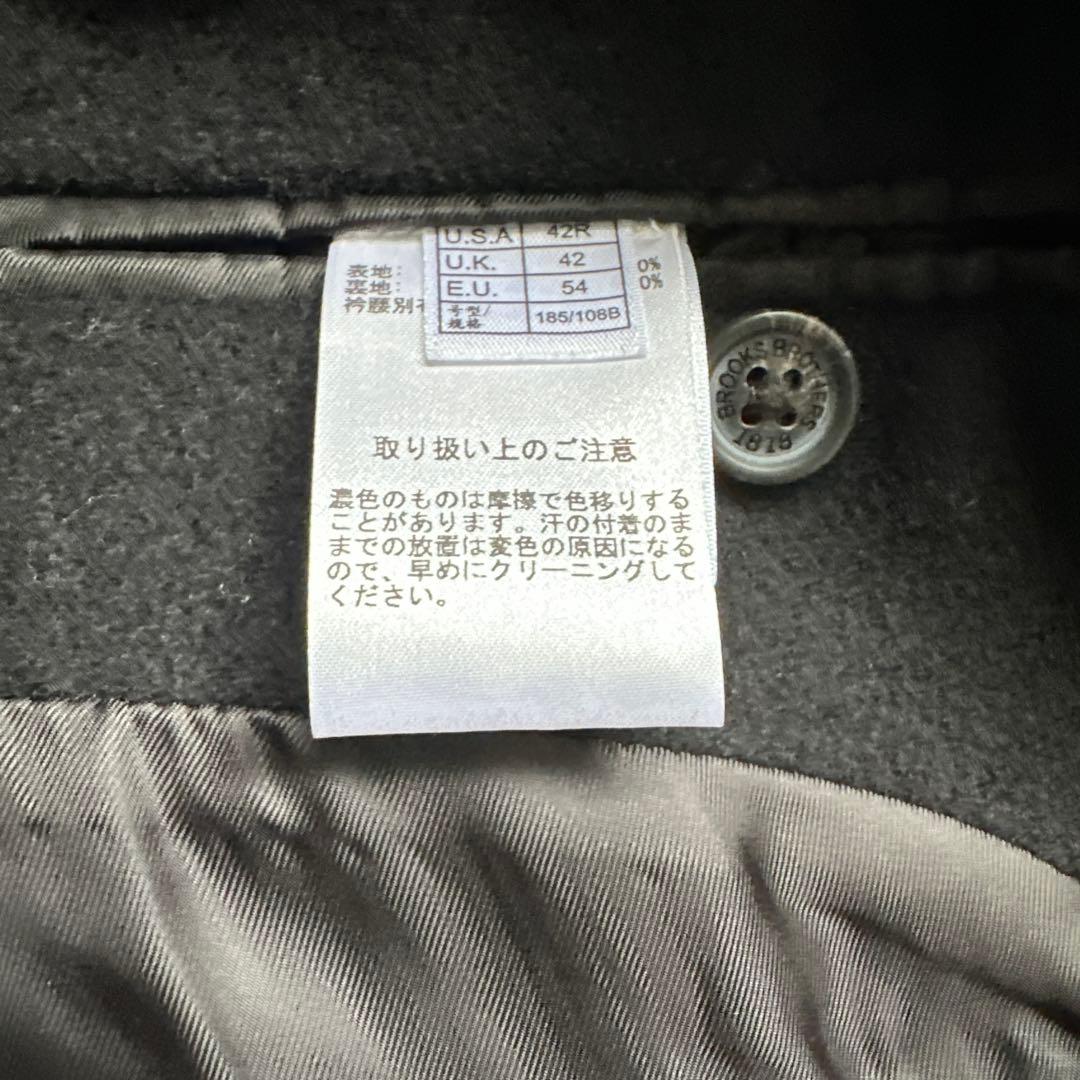 U.S.A 42R
U.K. 42
E.U. 54
号型/規格 185/108B
表地: 0%
裏地: 0%
衿腰別
取り扱い上のご注意
濃色のものは摩擦で色移りする
ことがあります。汗の付着のま
までの放置は変色の原因になる
ので、早めにクリーニングして
ください。
BROOKS BROTHERS
1818